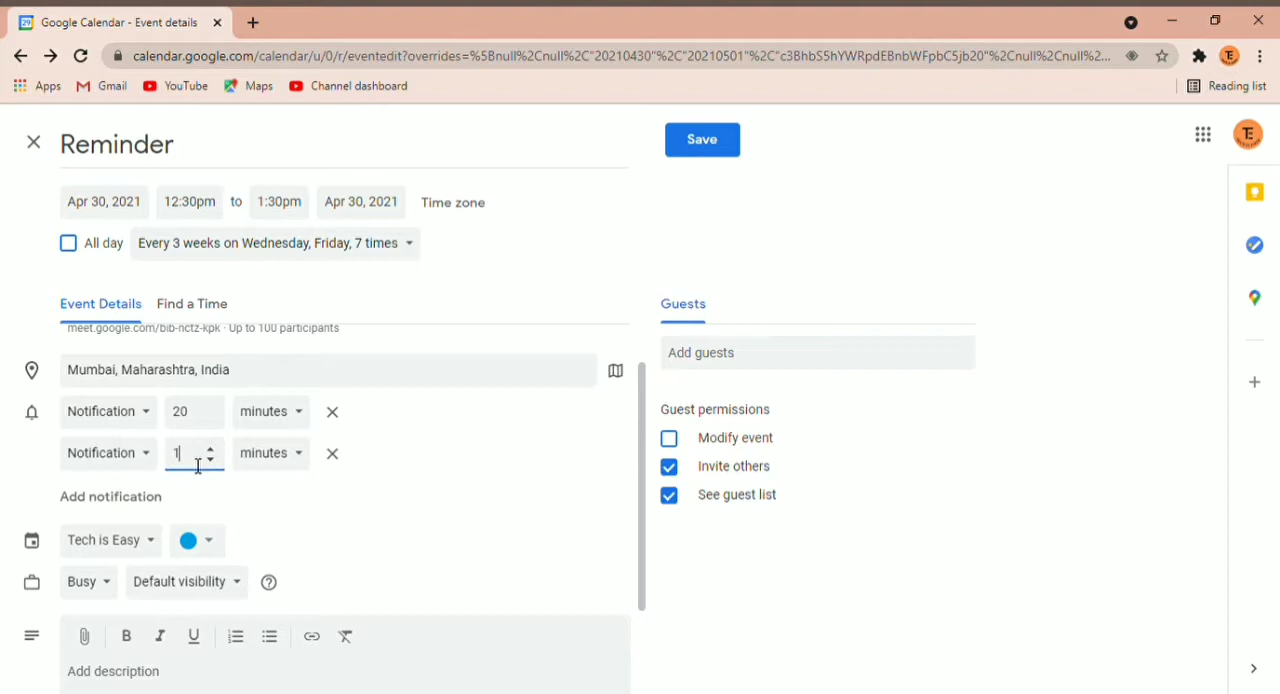 Google Calendar - Event details
calendar.google.com/calendar/u/0/r/eventedit?overrides=%5Bnull%2Cnull%2C"20210430"%2C"20210501"%2C"c3BhbS5hYWRpdEBnbWFpbC5jb20"%2Cnull%2Cnull%2C...
Apps Gmail YouTube Maps Channel dashboard Reading list
Reminder Save TE
Apr 30, 2021 12:30pm to 1:30pm Apr 30, 2021 Time zone
All day Every 3 weeks on Wednesday, Friday, 7 times
Event Details Find a Time Guests
meet.google.com/bib-nctz-kpk · Up to 100 participants
Add guests
Mumbai, Maharashtra, India
Notification 20 minutes
Guest permissions
Modify event
Notification 1 minutes
Invite others
See guest list
Add notification
Tech is Easy
Busy Default visibility
B I U
Add description